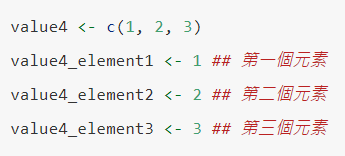 value4 <- c(1, 2, 3)
value4_element1 <- 1 ## 第一個元素
value4_element2 <- 2 ## 第二個元素
value4_element3 <- 3 ## 第三個元素